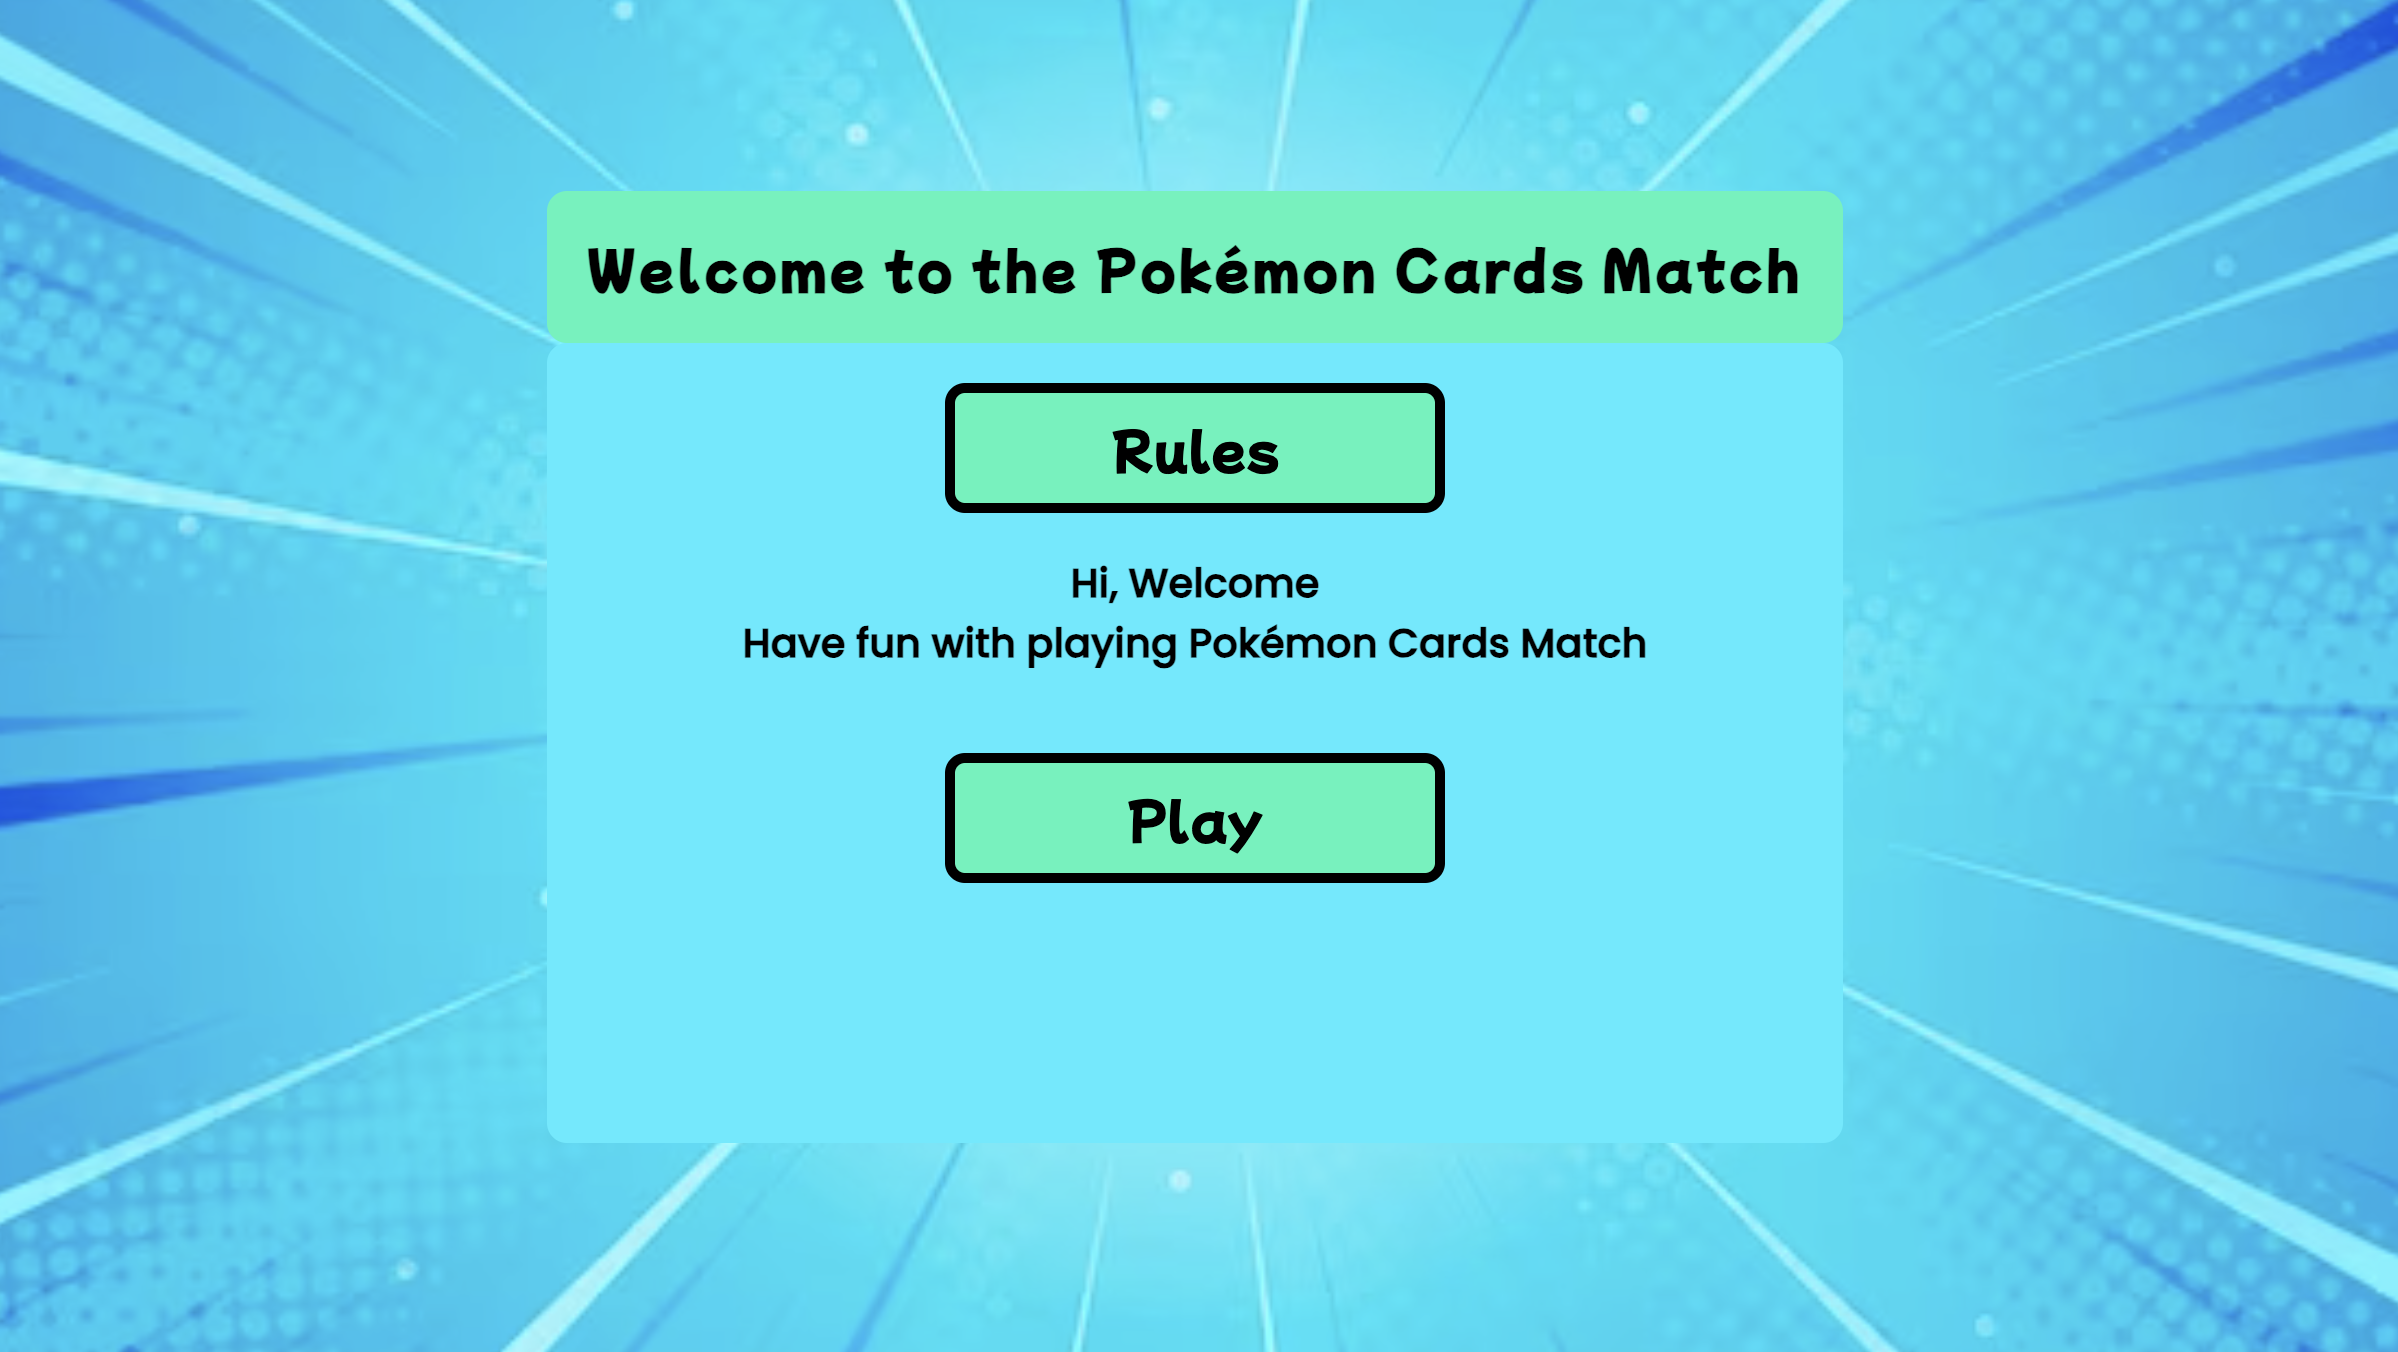 Welcome to the Pokémon Cards Match
Rules
Hi, Welcome
Have fun with playing Pokémon Cards Match
Play